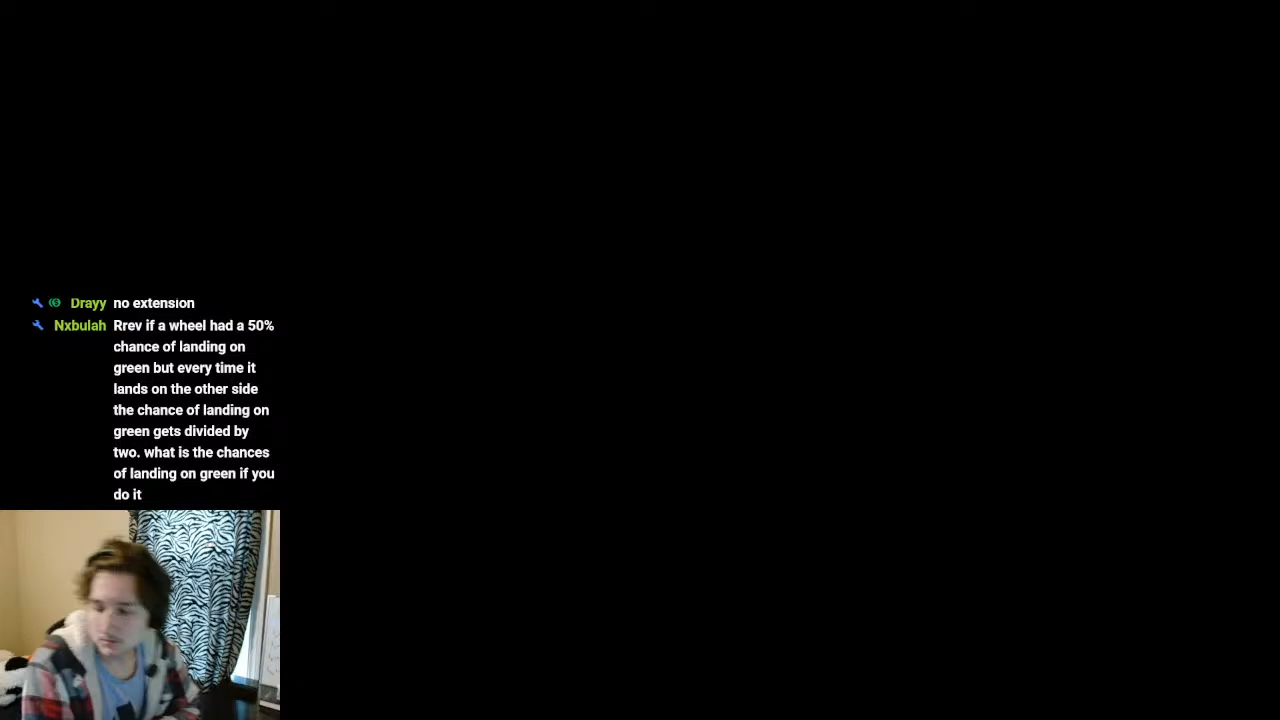 Drayy no extension
Nxbulah Rrev if a wheel had a 50%
chance of landing on
green but every time it
lands on the other side
the chance of landing on
green gets divided by
two. what is the chances
of landing on green if you
do it